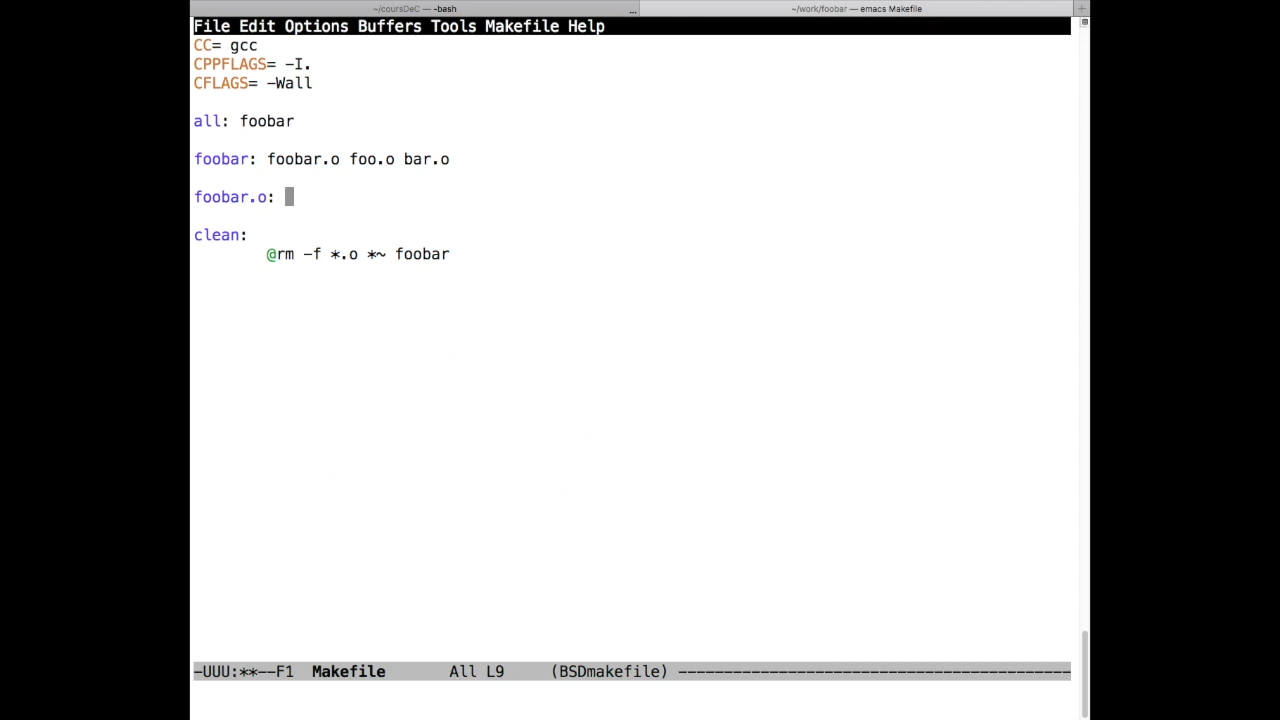 ~/coursDeC — -bash
...
~/work/foobar — emacs Makefile
+
File Edit Options Buffers Tools Makefile Help
CC= gcc
CPPFLAGS= -I.
CFLAGS= -Wall
all: foobar
foobar: foobar.o foo.o bar.o
foobar.o:
clean:
@rm -f *.o *~ foobar
-UUU:**--F1 Makefile All L9 (BSDmakefile) -------------------------------------------